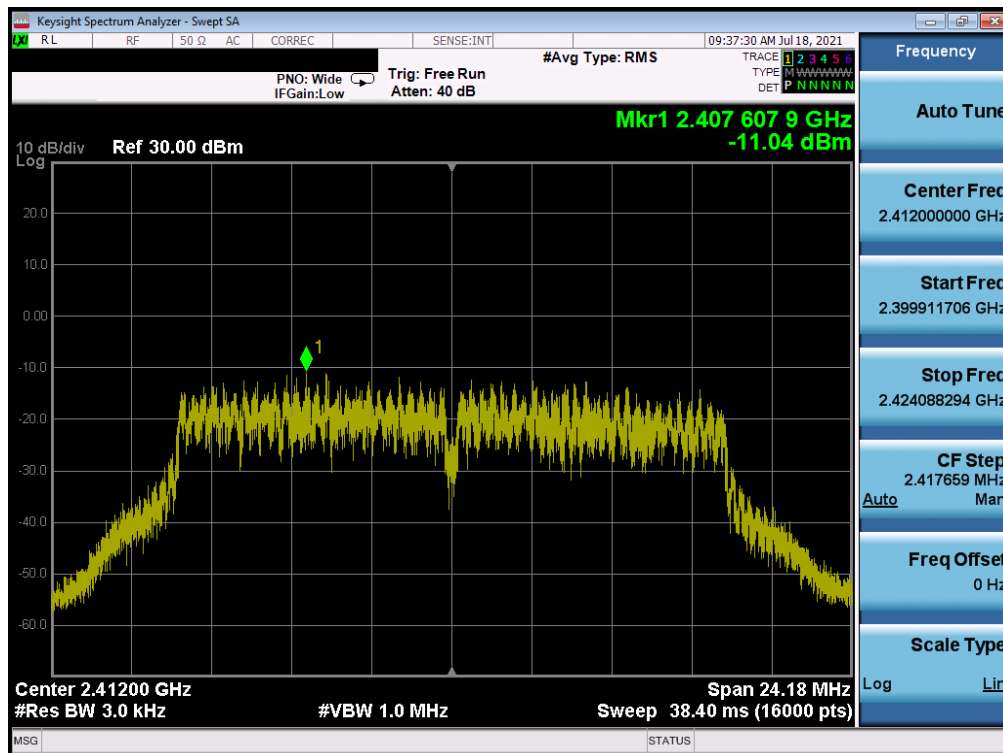 Keysight Spectrum Analyzer - Swept SA
LXI RL RF 50 Ω AC CORREC SENSE:INT 09:37:30 AM Jul 18, 2021
#Avg Type: RMS
TRACE 1 2 3 4 5 6
PNO: Wide Trig: Free Run
TYPE M WWWWW
IFGain:Low Atten: 40 dB
DET P N N N N N
Mkr1 2.407 607 9 GHz
-11.04 dBm
10 dB/div Ref 30.00 dBm
Log
1
20.0
10.0
0.00
-10.0
-20.0
-30.0
-40.0
-50.0
-60.0
Center 2.41200 GHz Span 24.18 MHz
#Res BW 3.0 kHz #VBW 1.0 MHz Sweep 38.40 ms (16000 pts)
MSG STATUS
Frequency
Auto Tune
Center Freq
2.412000000 GHz
Start Freq
2.399911706 GHz
Stop Freq
2.424088294 GHz
CF Step
2.417659 MHz
Auto Man
Freq Offset
0 Hz
Scale Type
Log Lin